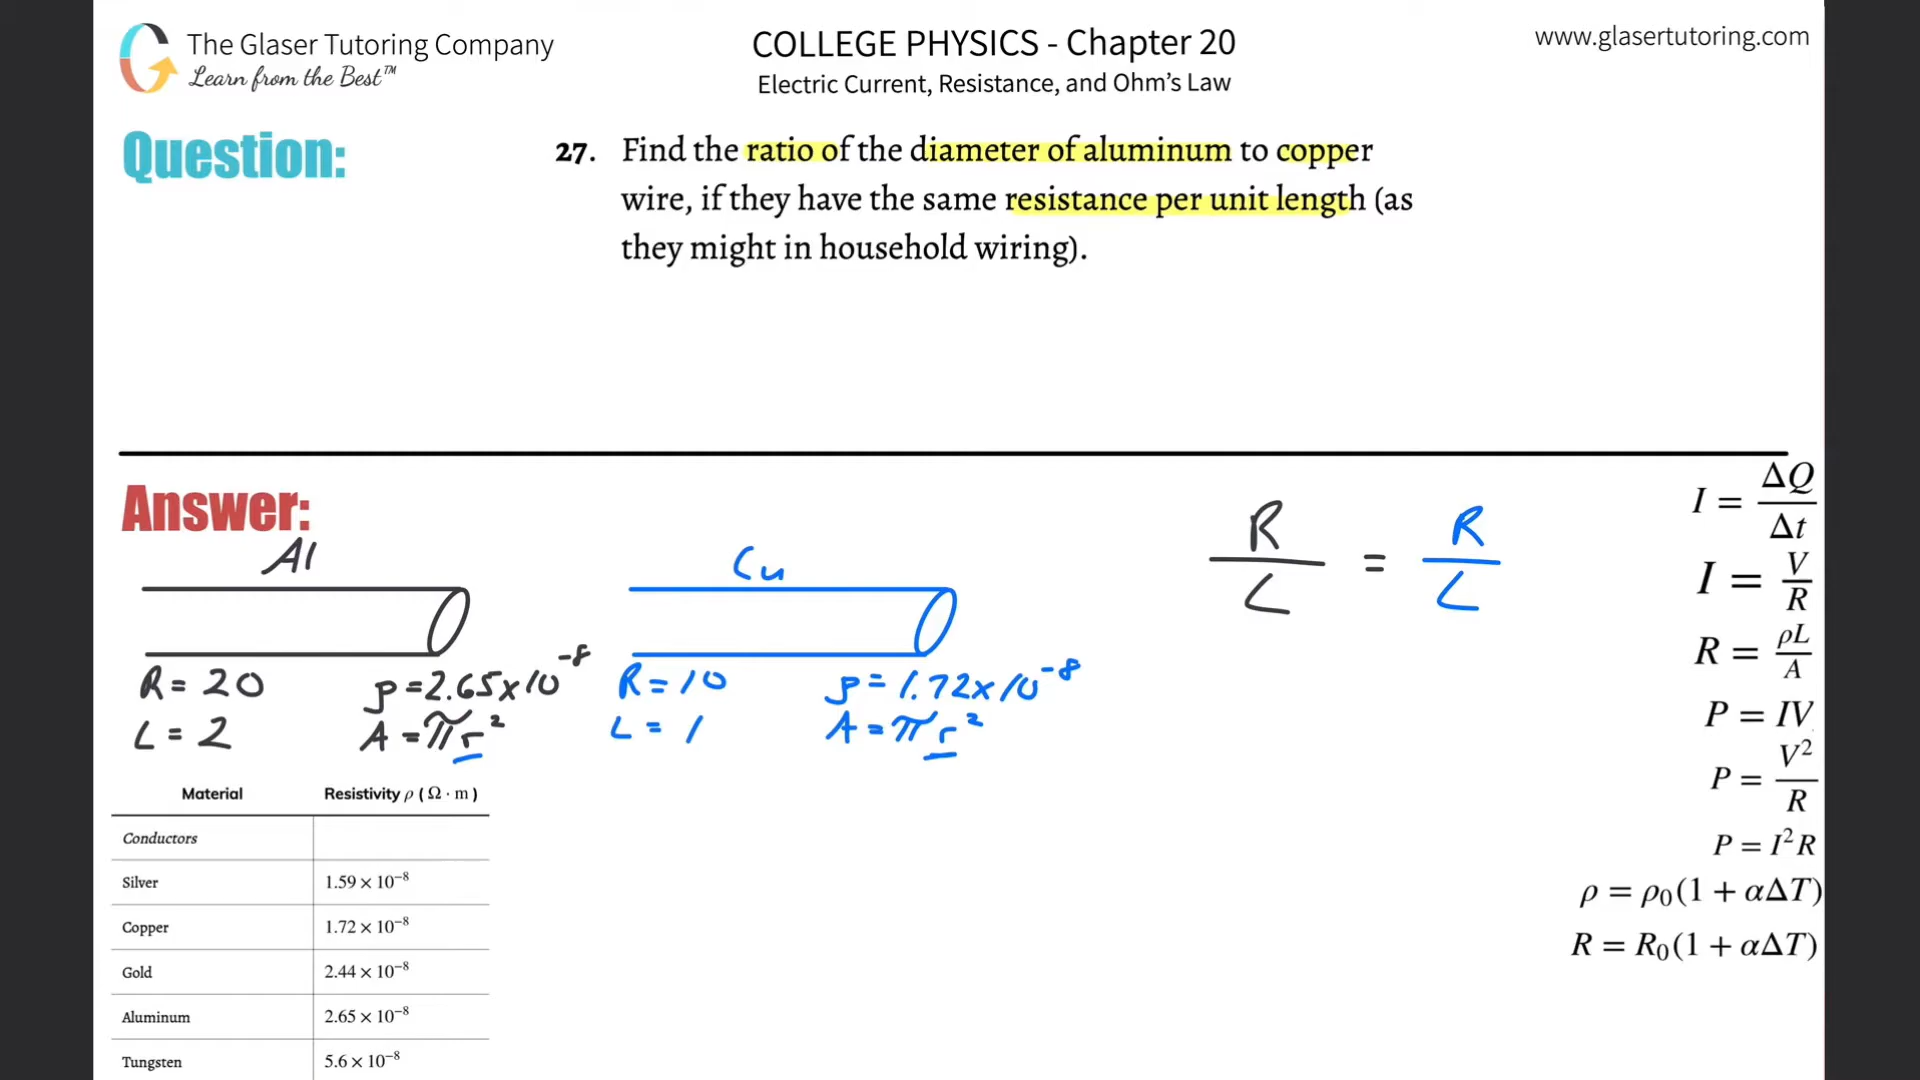 The Glaser Tutoring Company
Learn from the Best™
COLLEGE PHYSICS - Chapter 20
Electric Current, Resistance, and Ohm's Law
www.glasertutoring.com
Question:
27. Find the ratio of the diameter of aluminum to copper
wire, if they have the same resistance per unit length (as
they might in household wiring).
Answer:
Al
R = 20
L = 2
ρ = 2.65 x 10⁻⁸
A = πr²
Cu
R = 10
L = 1
ρ = 1.72 x 10⁻⁸
A = πr²
R/L = R/L
I = ΔQ/Δt
I = V/R
R = ρL/A
P = IV
P = V²/R
P = I²R
ρ = ρ₀(1 + αΔT)
R = R₀(1 + αΔT)
Material Resistivity ρ ( Ω · m )
Conductors
Silver 1.59 × 10⁻⁸
Copper 1.72 × 10⁻⁸
Gold 2.44 × 10⁻⁸
Aluminum 2.65 × 10⁻⁸
Tungsten 5.6 × 10⁻⁸